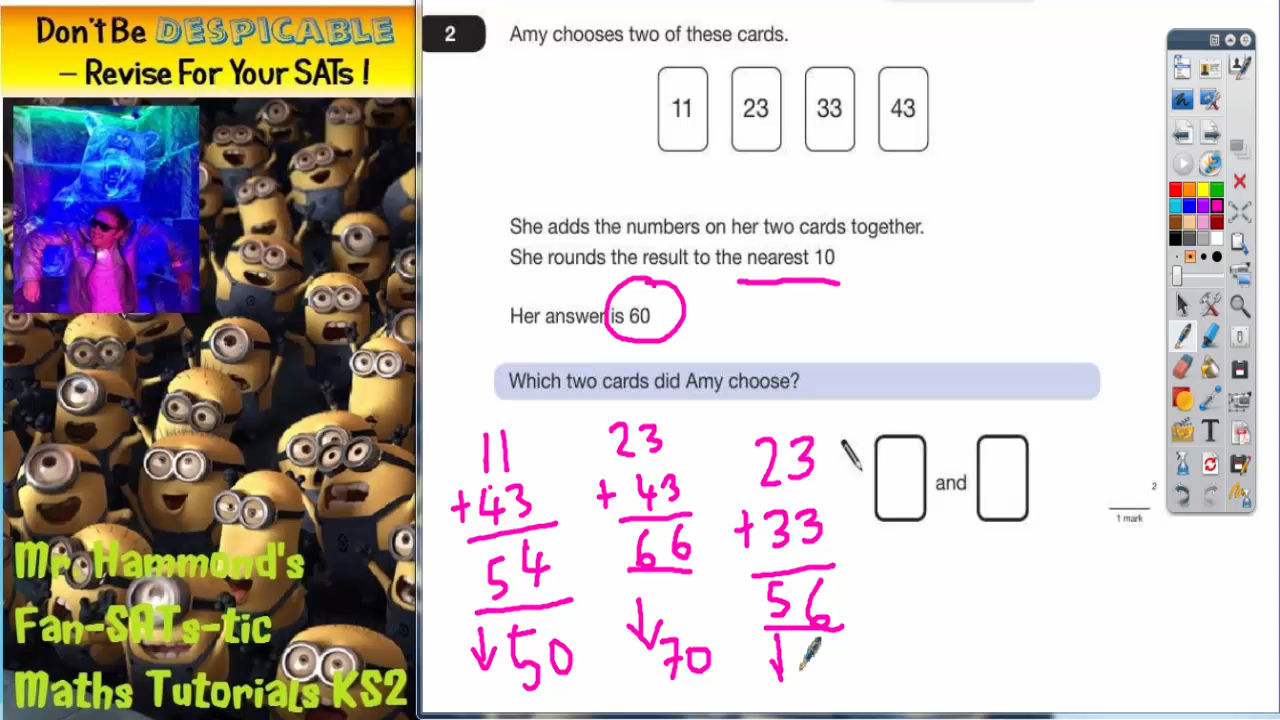 Don't Be DESPICABLE
– Revise For Your SATs !
Mr Hammond's
Fan-SATs-tic
Maths Tutorials KS2
2
Amy chooses two of these cards.
11 23 33 43
She adds the numbers on her two cards together.
She rounds the result to the nearest 10
Her answer is 60
Which two cards did Amy choose?
11
+43
54
50
23
+ 43
66
70
23
+33
56
and
2
1 mark
T